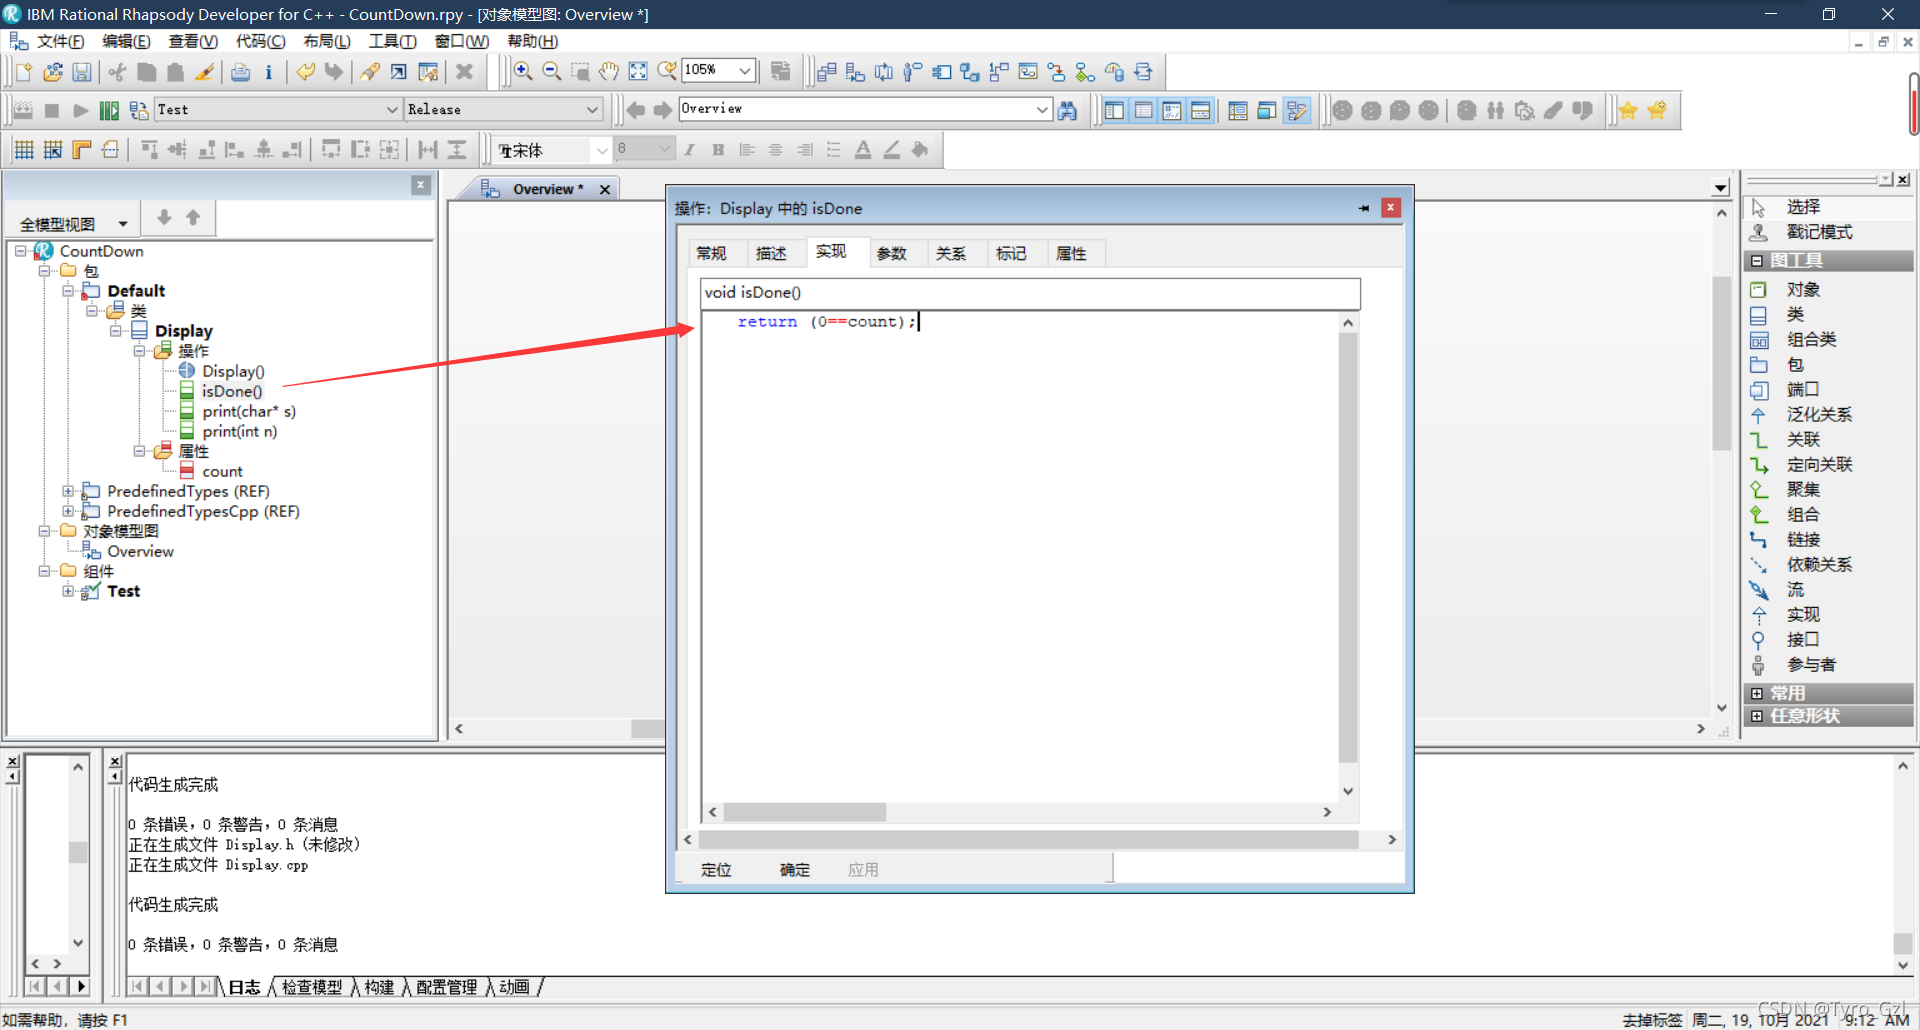 IBM Rational Rhapsody Developer for C++ - CountDown.rpy - [对象模型图: Overview *]
文件(F) 编辑(E) 查看(V) 代码(C) 布局(L) 工具(T) 窗口(W) 帮助(H)
105%
Test Release Overview
宋体 8
Overview *
全模型视图
CountDown
包
Default
类
Display
操作
Display()
isDone()
print(char* s)
print(int n)
属性
count
PredefinedTypes (REF)
PredefinedTypesCpp (REF)
对象模型图
Overview
组件
Test
操作: Display 中的 isDone
常规 描述 实现 参数 关系 标记 属性
void isDone()
return (0==count);
定位 确定 应用
选择
戳记模式
图工具
对象
类
组合类
包
端口
泛化关系
关联
定向关联
聚集
组合
链接
依赖关系
流
实现
接口
参与者
常用
任意形状
代码生成完成
0 条错误，0 条警告，0 条消息
正在生成文件 Display.h (未修改)
正在生成文件 Display.cpp
代码生成完成
0 条错误，0 条警告，0 条消息
日志 检查模型 构建 配置管理 动画
如需帮助，请按 F1
去掉标签 周二, 19, 10月 2021 9:12 AM
CSDN @Tyro_Gzl